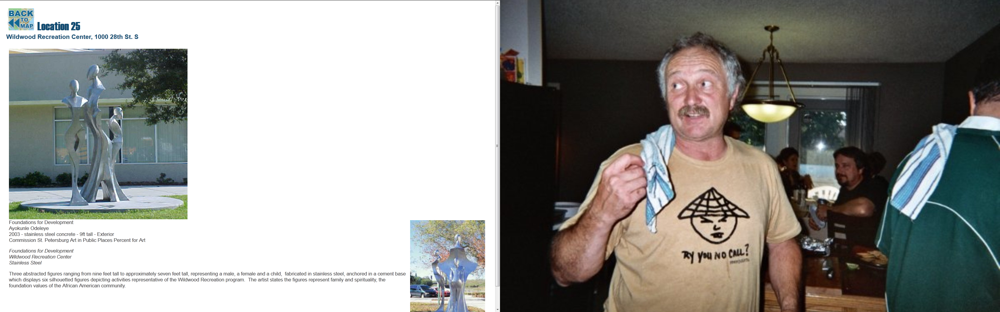 BACK
TO
MAP
Location 25
Wildwood Recreation Center, 1000 28th St. S
Foundations for Development
Ayokunle Odeleye
2003 - stainless steel concrete - 9ft tall - Exterior
Commission St. Petersburg Art in Public Places Percent for Art
Foundations for Development
Wildwood Recreation Center
Stainless Steel
Three abstracted figures ranging from nine feet tall to approximately seven feet tall, representing a male, a female and a child,  fabricated in stainless steel, anchored in a cement base
which displays six silhouetted figures depicting activities representative of the Wildwood Recreation program.  The artist states the figures represent family and spirituality, the
foundation values of the African American community.
RY YOU NO CALL?